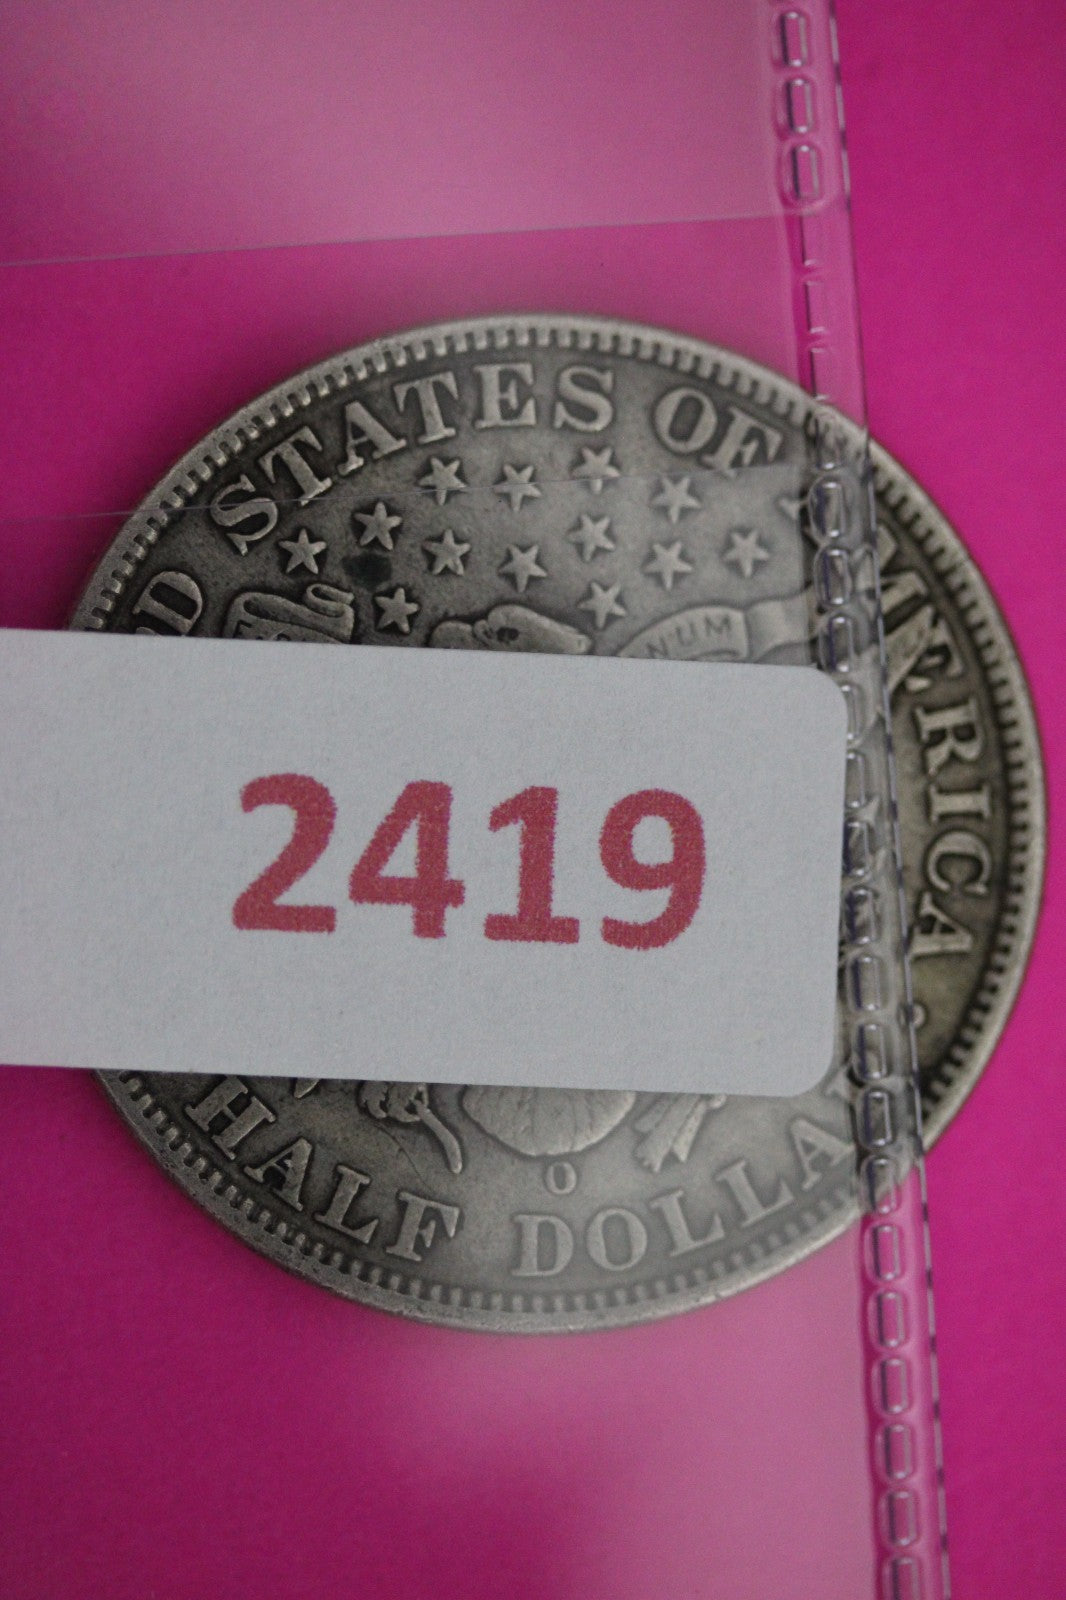 D STATES OF AMERICA
NUM
2419
O
HALF DOLLA